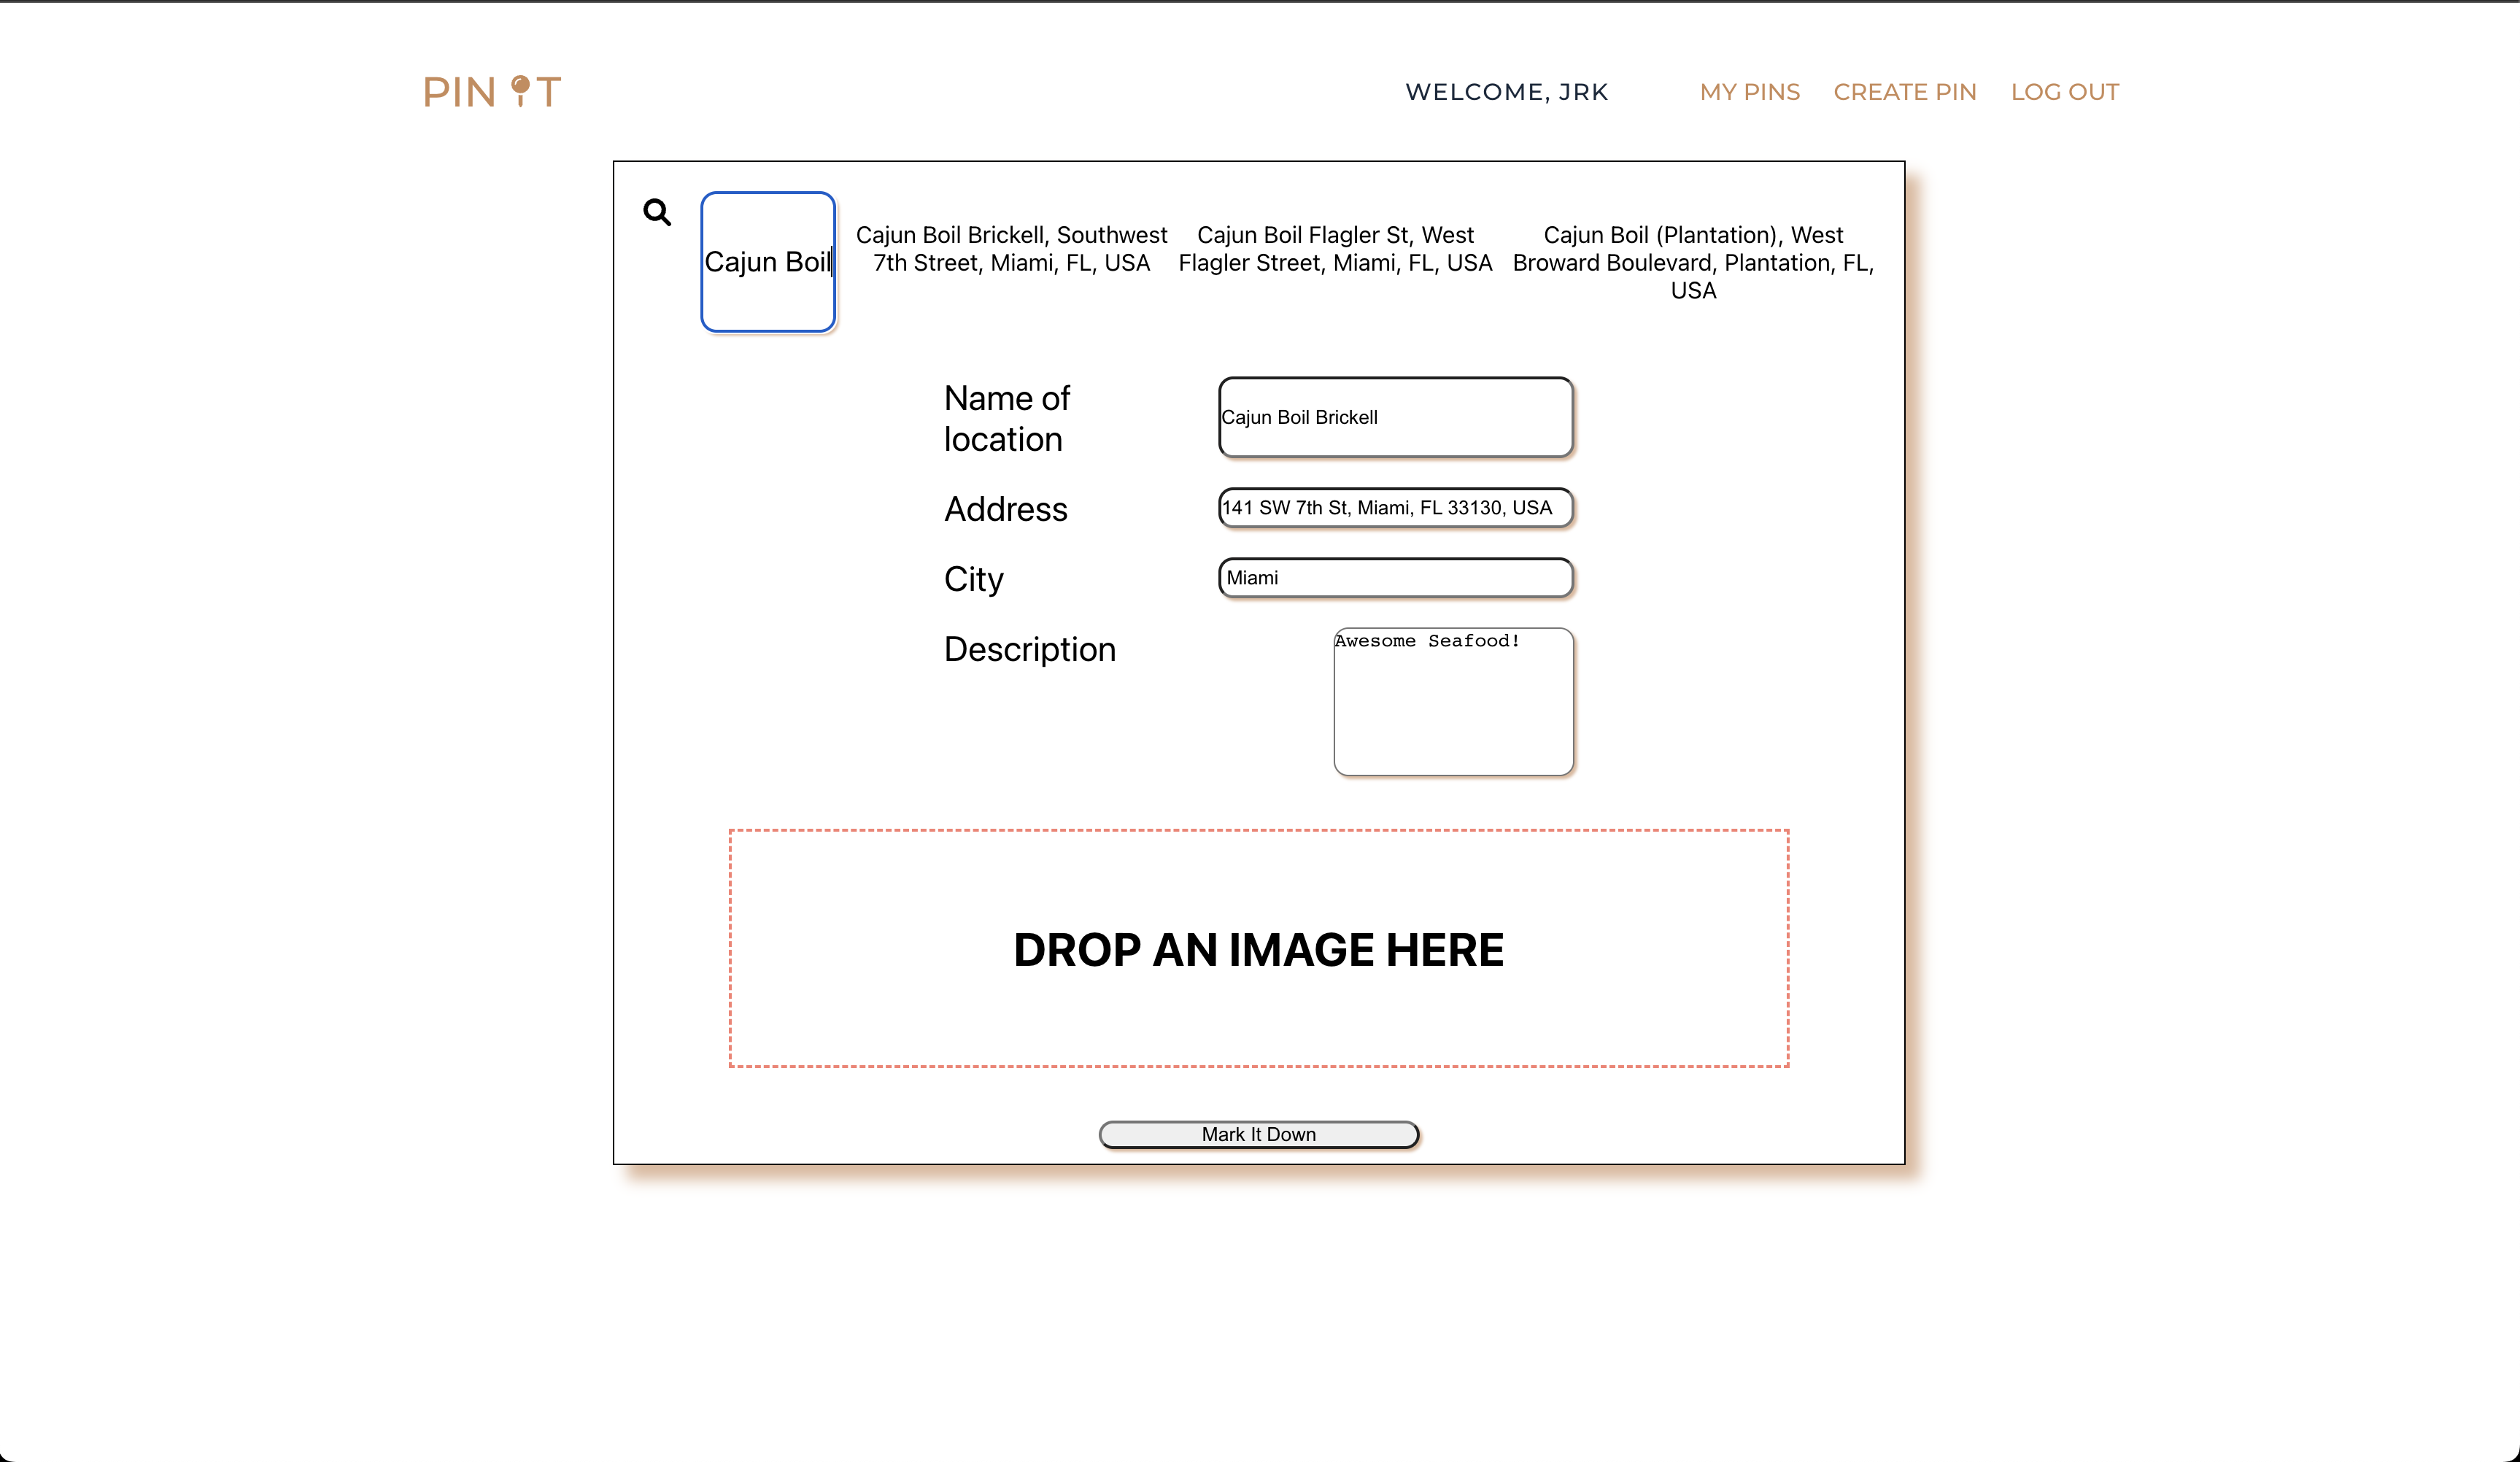 PIN IT
WELCOME, JRK
MY PINS
CREATE PIN
LOG OUT
Cajun Boil
Cajun Boil Brickell, Southwest
7th Street, Miami, FL, USA
Cajun Boil Flagler St, West
Flagler Street, Miami, FL, USA
Cajun Boil (Plantation), West
Broward Boulevard, Plantation, FL,
USA
Name of
location
Cajun Boil Brickell
Address
141 SW 7th St, Miami, FL 33130, USA
City
Miami
Description
Awesome Seafood!
DROP AN IMAGE HERE
Mark It Down